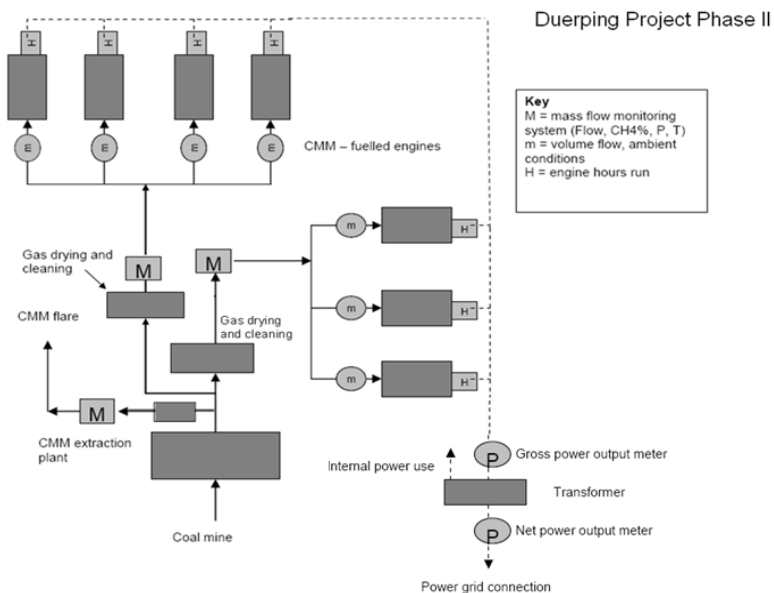 Duerping Project Phase II
H H H H
m m m m
CMM – fuelled engines
Key
M = mass flow monitoring
system (Flow, CH4%, P, T)
m = volume flow, ambient
conditions
H = engine hours run
Gas drying and
cleaning
M
M
m
H
CMM flare
Gas drying
and cleaning
m
H
m
H
M
CMM extraction
plant
Internal power use
P
Gross power output meter
Transformer
Coal mine
P
Net power output meter
Power grid connection